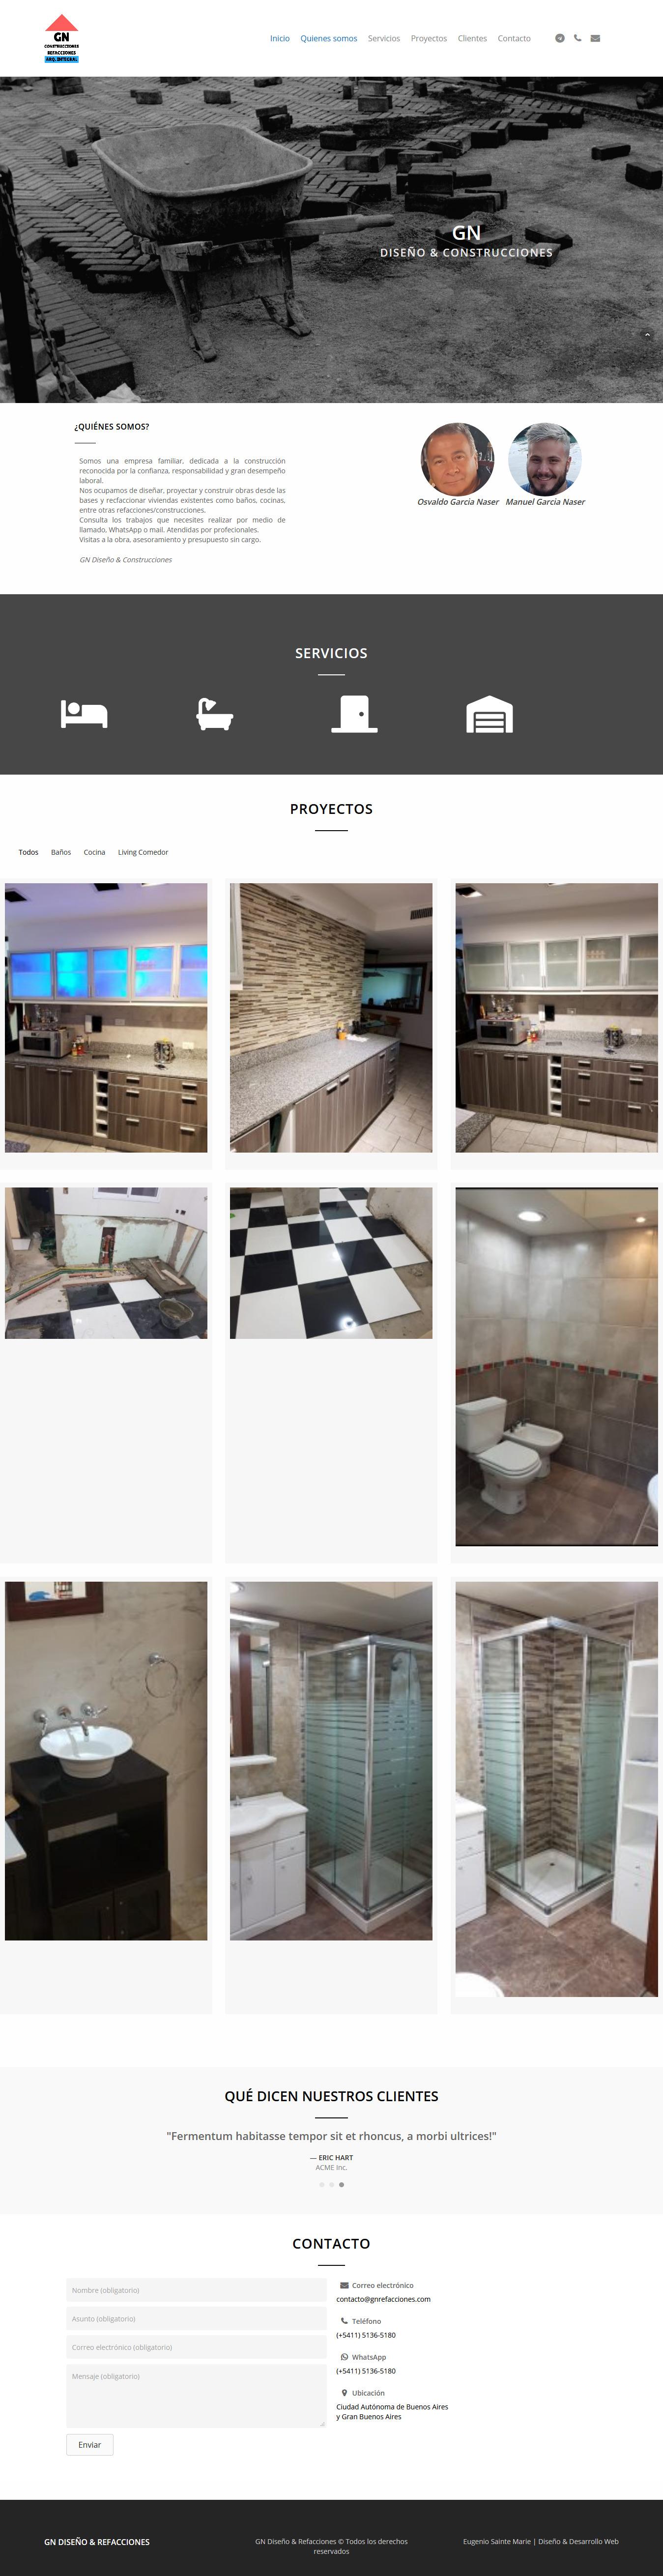 GN
CONSTRUCCIONES
REFACCIONES
ARQ. INTEGRAL
Inicio Quienes somos Servicios Proyectos Clientes Contacto
GN
DISEÑO & CONSTRUCCIONES
¿QUIÉNES SOMOS?
Somos una empresa familiar, dedicada a la construcción
reconocida por la confianza, responsabilidad y gran desempeño
laboral.
Nos ocupamos de diseñar, proyectar y construir obras desde las
bases y recfaccionar viviendas existentes como baños, cocinas,
entre otras refacciones/construcciones.
Consulta los trabajos que necesites realizar por medio de
llamado, WhatsApp o mail. Atendidas por profecionales.
Visitas a la obra, asesoramiento y presupuesto sin cargo.
GN Diseño & Construcciones
Osvaldo Garcia Naser Manuel Garcia Naser
SERVICIOS
PROYECTOS
Todos Baños Cocina Living Comedor
QUÉ DICEN NUESTROS CLIENTES
"Fermentum habitasse tempor sit et rhoncus, a morbi ultrices!"
— ERIC HART
ACME Inc.
CONTACTO
Nombre (obligatorio)
Asunto (obligatorio)
Correo electrónico (obligatorio)
Mensaje (obligatorio)
Enviar
Correo electrónico
contacto@gnrefacciones.com
Teléfono
(+5411) 5136-5180
WhatsApp
(+5411) 5136-5180
Ubicación
Ciudad Autónoma de Buenos Aires
y Gran Buenos Aires
GN DISEÑO & REFACCIONES
GN Diseño & Refacciones © Todos los derechos
reservados
Eugenio Sainte Marie | Diseño & Desarrollo Web